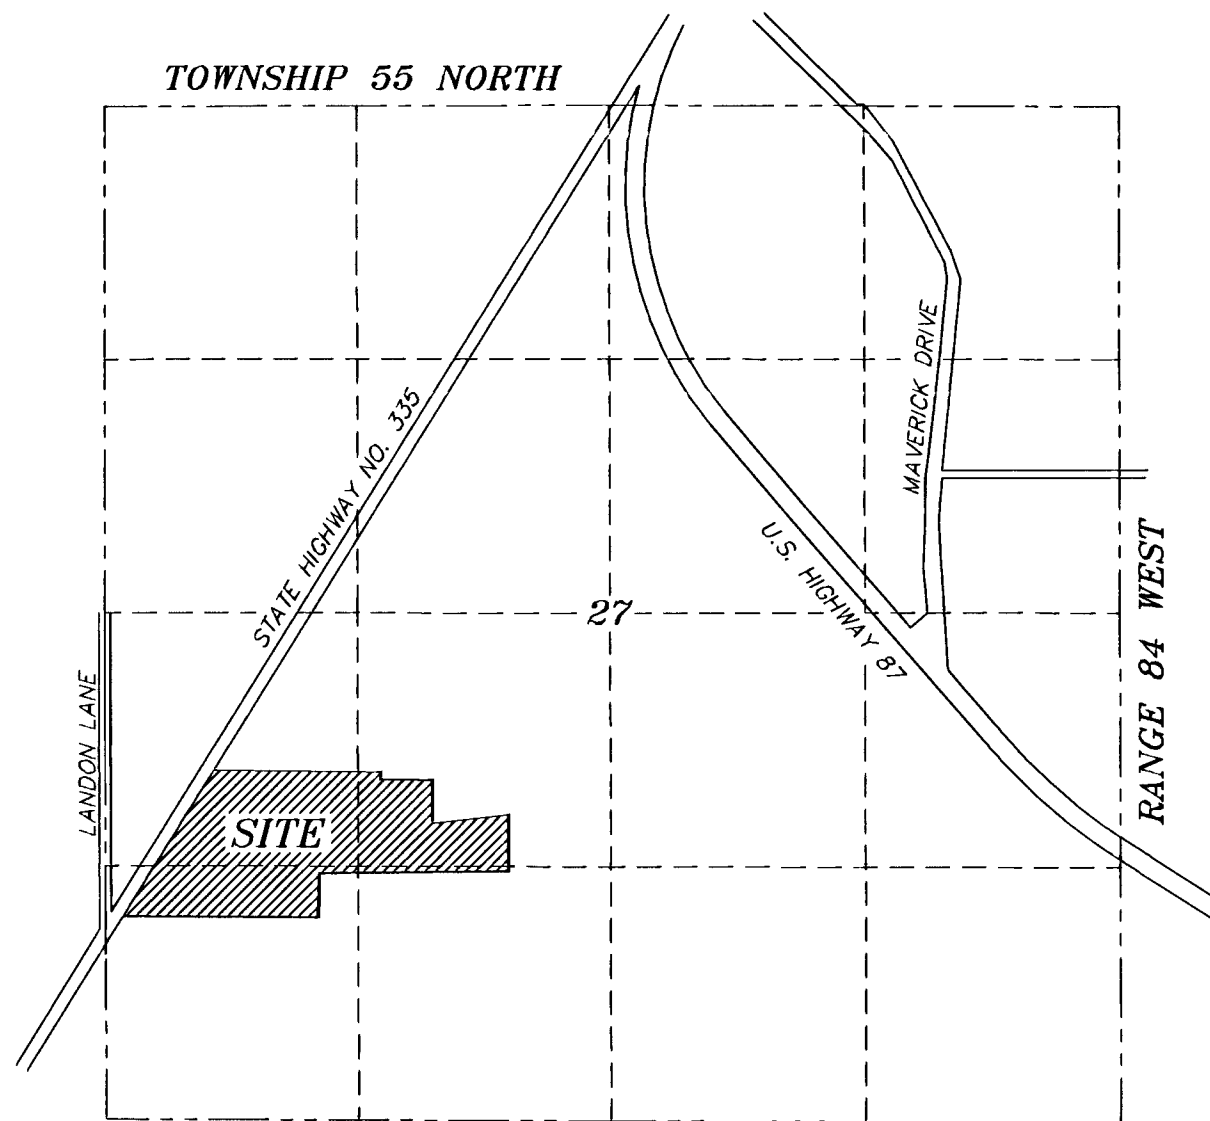 TOWNSHIP 55 NORTH
STATE HIGHWAY NO. 335
MAVERICK DRIVE
U.S. HIGHWAY 87
27
RANGE 84 WEST
LANDON LANE
SITE